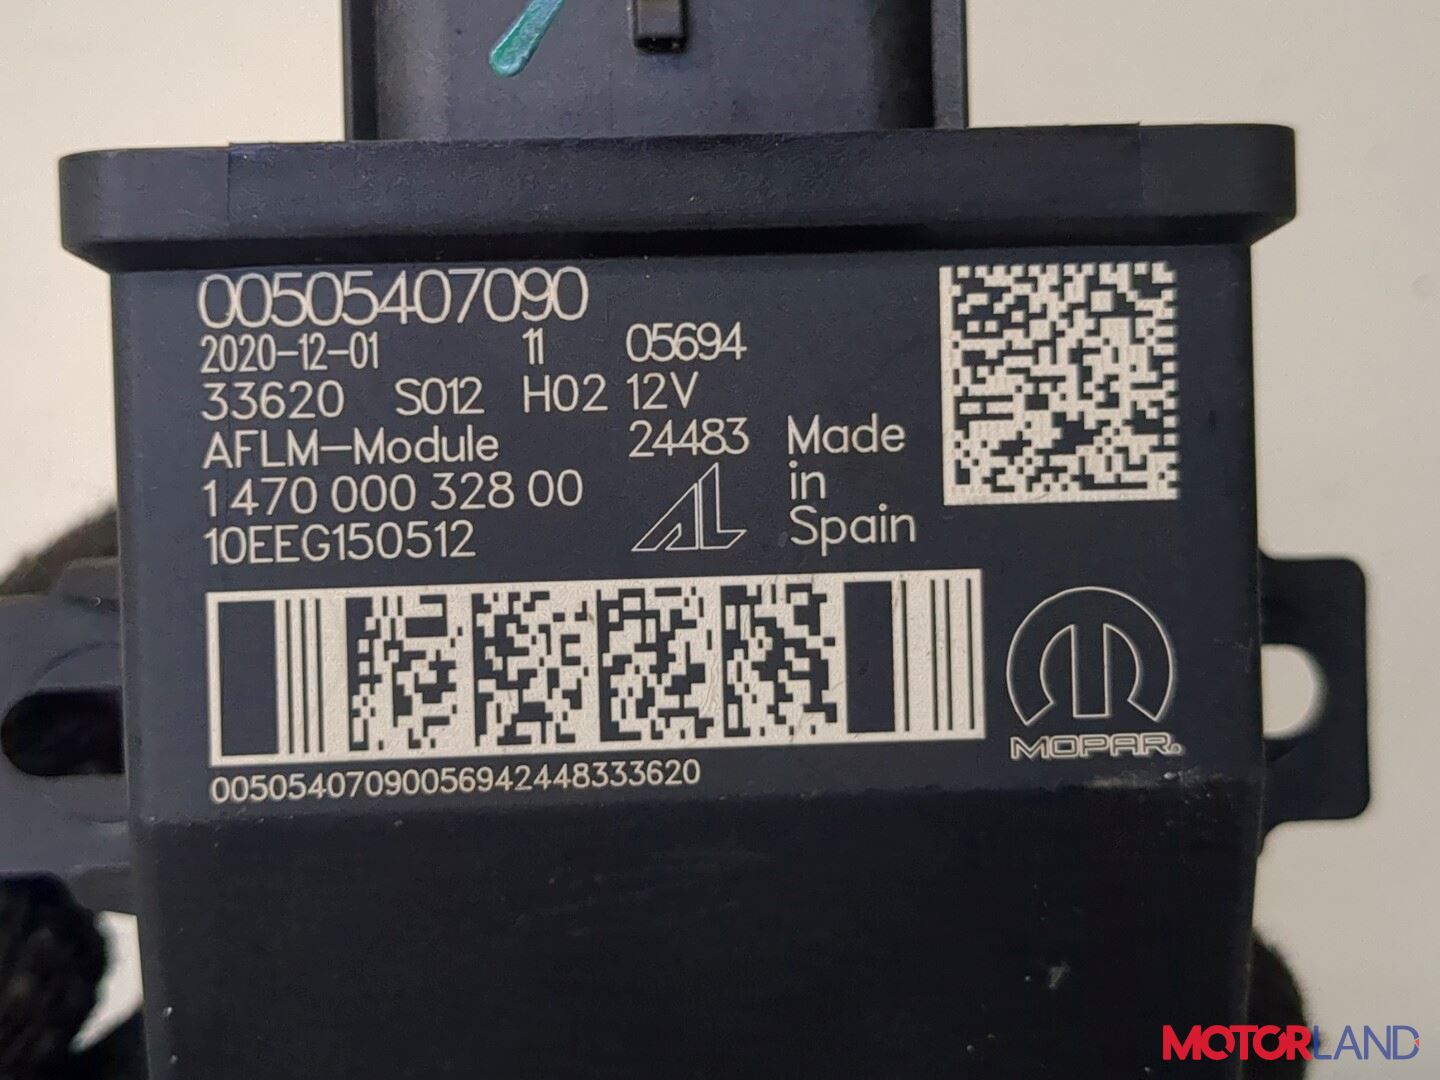 00505407090
2020-12-01 11 05694
33620 S012 H02 12V
AFLM-Module 24483 Made
1 470 000 328 00 in
10EEG150512 AL Spain
MOPAR®
005054070900569424483​33620
MOTORLAND